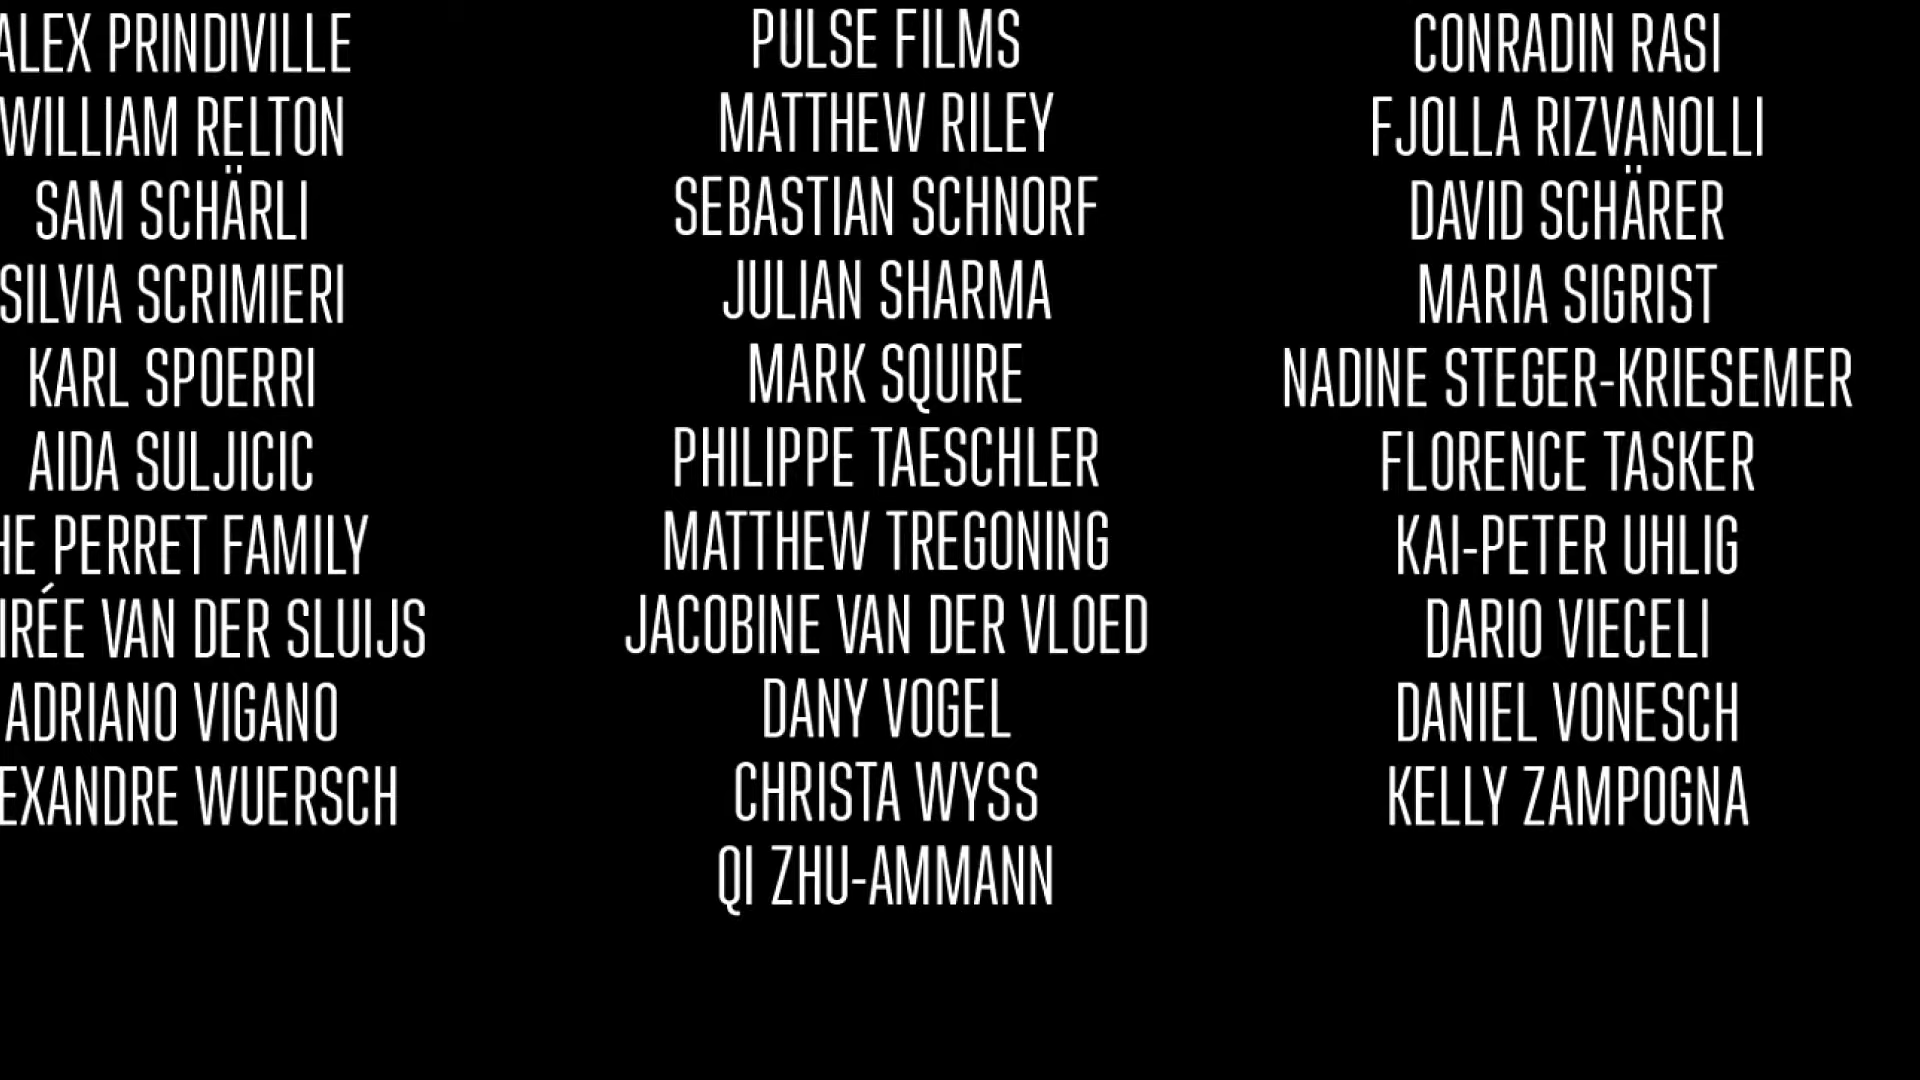 ALEX PRINDIVILLE
WILLIAM RELTON
SAM SCHÄRLI
SILVIA SCRIMIERI
KARL SPOERRI
AIDA SULJICIC
HE PERRET FAMILY
IRÉE VAN DER SLUIJS
ADRIANO VIGANO
EXANDRE WUERSCH
PULSE FILMS
MATTHEW RILEY
SEBASTIAN SCHNORF
JULIAN SHARMA
MARK SQUIRE
PHILIPPE TAESCHLER
MATTHEW TREGONING
JACOBINE VAN DER VLOED
DANY VOGEL
CHRISTA WYSS
QI ZHU-AMMANN
CONRADIN RASI
FJOLLA RIZVANOLLI
DAVID SCHÄRER
MARIA SIGRIST
NADINE STEGER-KRIESEMER
FLORENCE TASKER
KAI-PETER UHLIG
DARIO VIECELI
DANIEL VONESCH
KELLY ZAMPOGNA